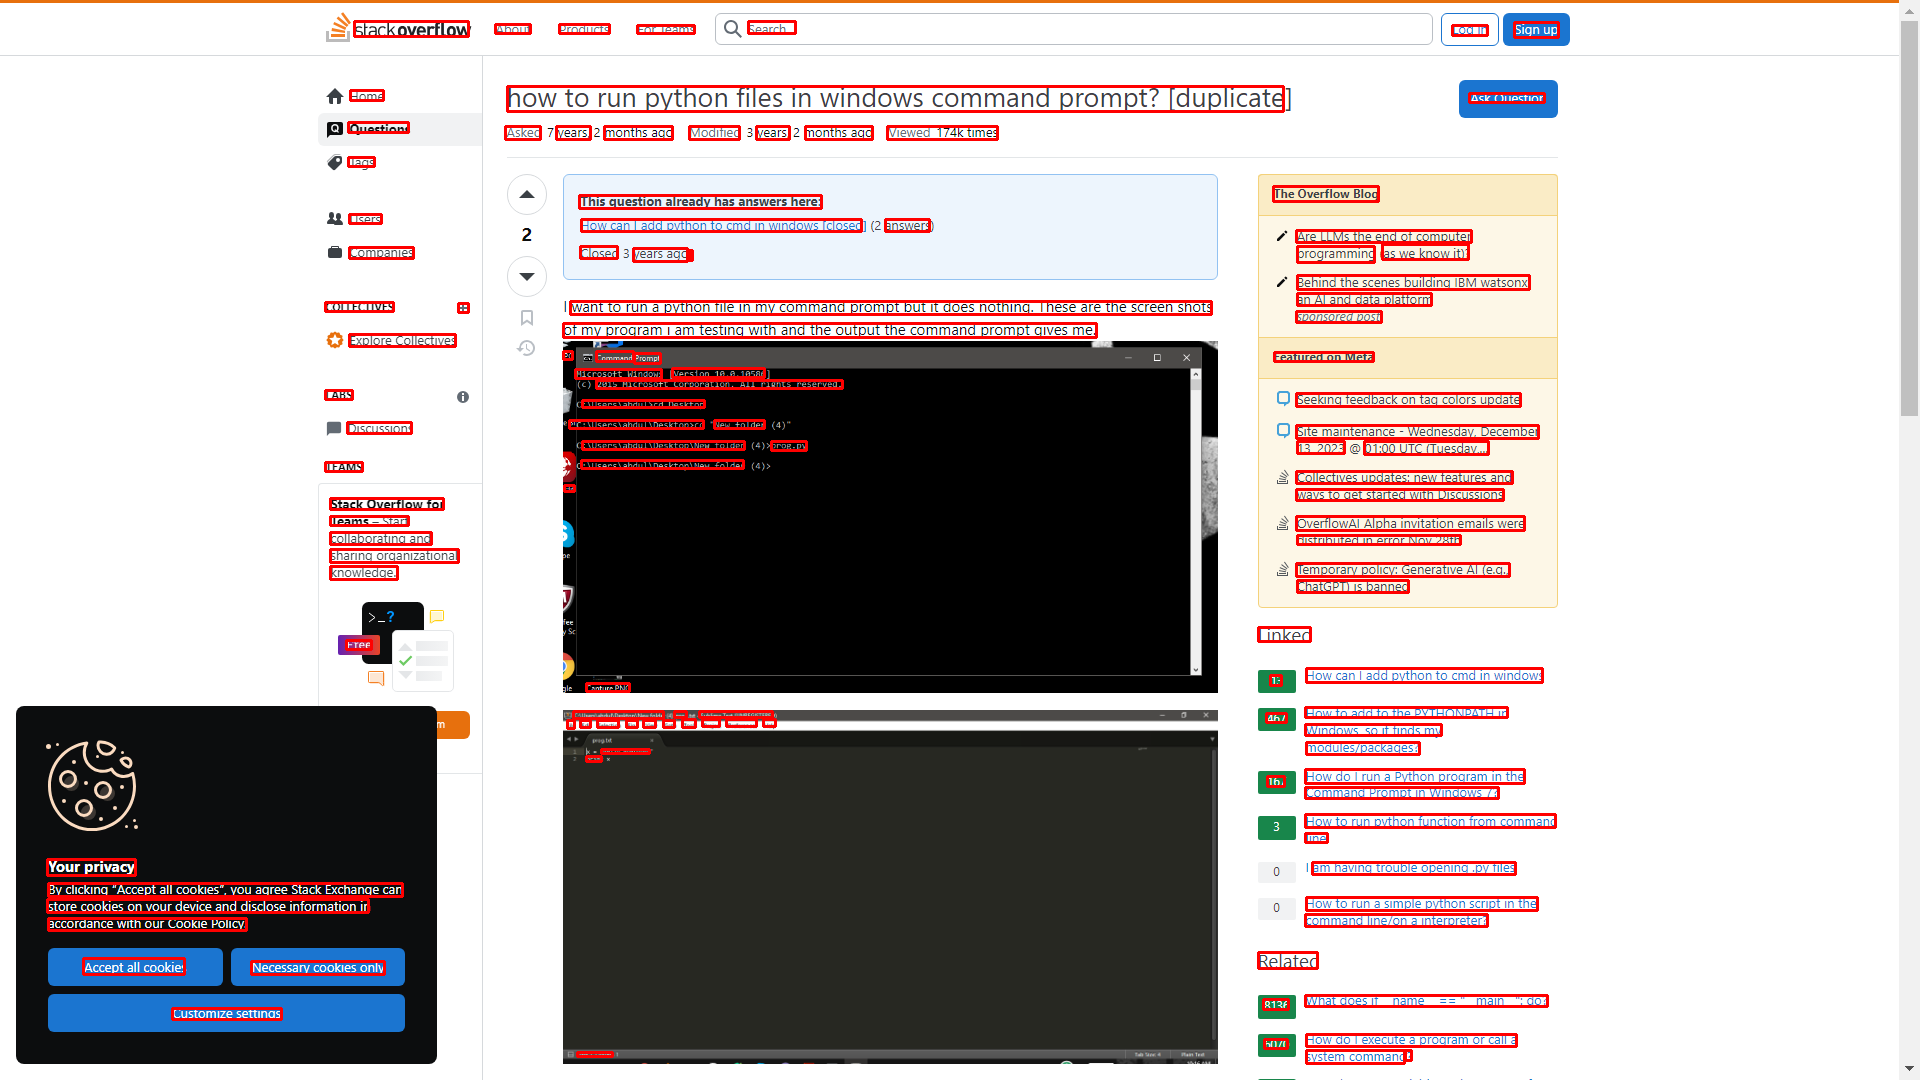 stackoverflow
About
Products
For Teams
Search…
Log in
Sign up
Home
Questions
Tags
Users
Companies
COLLECTIVES
Explore Collectives
LABS
Discussions
TEAMS
Stack Overflow for
Teams – Start
collaborating and
sharing organizational
knowledge.
>_?
Free
how to run python files in windows command prompt? [duplicate]
Ask Question
Asked 7 years, 2 months ago
Modified 3 years, 2 months ago
Viewed 174k times
2
This question already has answers here:
How can I add python to cmd in windows [closed] (2 answers)
Closed 3 years ago.
I want to run a python file in my command prompt but it does nothing. These are the screen shots
of my program i am testing with and the output the command prompt gives me.
Command Prompt
Microsoft Windows [Version 10.0.10586]
(c) 2015 Microsoft Corporation. All rights reserved.
C:\Users\abdul>cd Desktop
C:\Users\abdul\Desktop>cd "New folder (4)"
C:\Users\abdul\Desktop\New folder (4)>prog.py
C:\Users\abdul\Desktop\New folder (4)>
Capture.PNG
prog.txt
The Overflow Blog
Are LLMs the end of computer
programming (as we know it)?
Behind the scenes building IBM watsonx
an AI and data platform
sponsored post
Featured on Meta
Seeking feedback on tag colors update
Site maintenance - Wednesday, December
13, 2023 @ 01:00 UTC (Tuesday,...
Collectives updates: new features and
ways to get started with Discussions
OverflowAI Alpha invitation emails were
distributed in error Nov 28th
Temporary policy: Generative AI (e.g.,
ChatGPT) is banned
Linked
13
How can I add python to cmd in windows
467
How to add to the PYTHONPATH in
Windows, so it finds my
modules/packages?
167
How do I run a Python program in the
Command Prompt in Windows 7?
3
How to run python function from command
line
0
I am having trouble opening .py files
0
How to run a simple python script in the
command line/on a interpreter?
Related
8136
What does if __name__ == "__main__": do?
6070
How do I execute a program or call a
system command?
Your privacy
By clicking “Accept all cookies”, you agree Stack Exchange can
store cookies on your device and disclose information in
accordance with our Cookie Policy.
Accept all cookies
Necessary cookies only
Customize settings